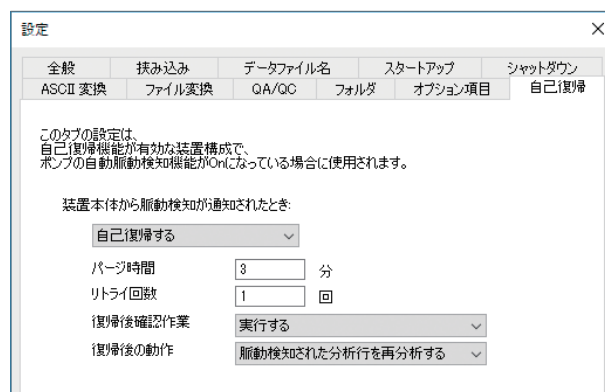 設定
全般 挟み込み データファイル名 スタートアップ シャットダウン
ASCII 変換 ファイル変換 QA/QC フォルダ オプション項目 自己復帰
このタブの設定は、
自己復帰機能が有効な装置構成で、
ポンプの自動脈動検知機能がOnになっている場合に使用されます。
装置本体から脈動検知が通知されたとき:
自己復帰する
パージ時間 3 分
リトライ回数 1 回
復帰後確認作業 実行する
復帰後の動作 脈動検知された分析行を再分析する